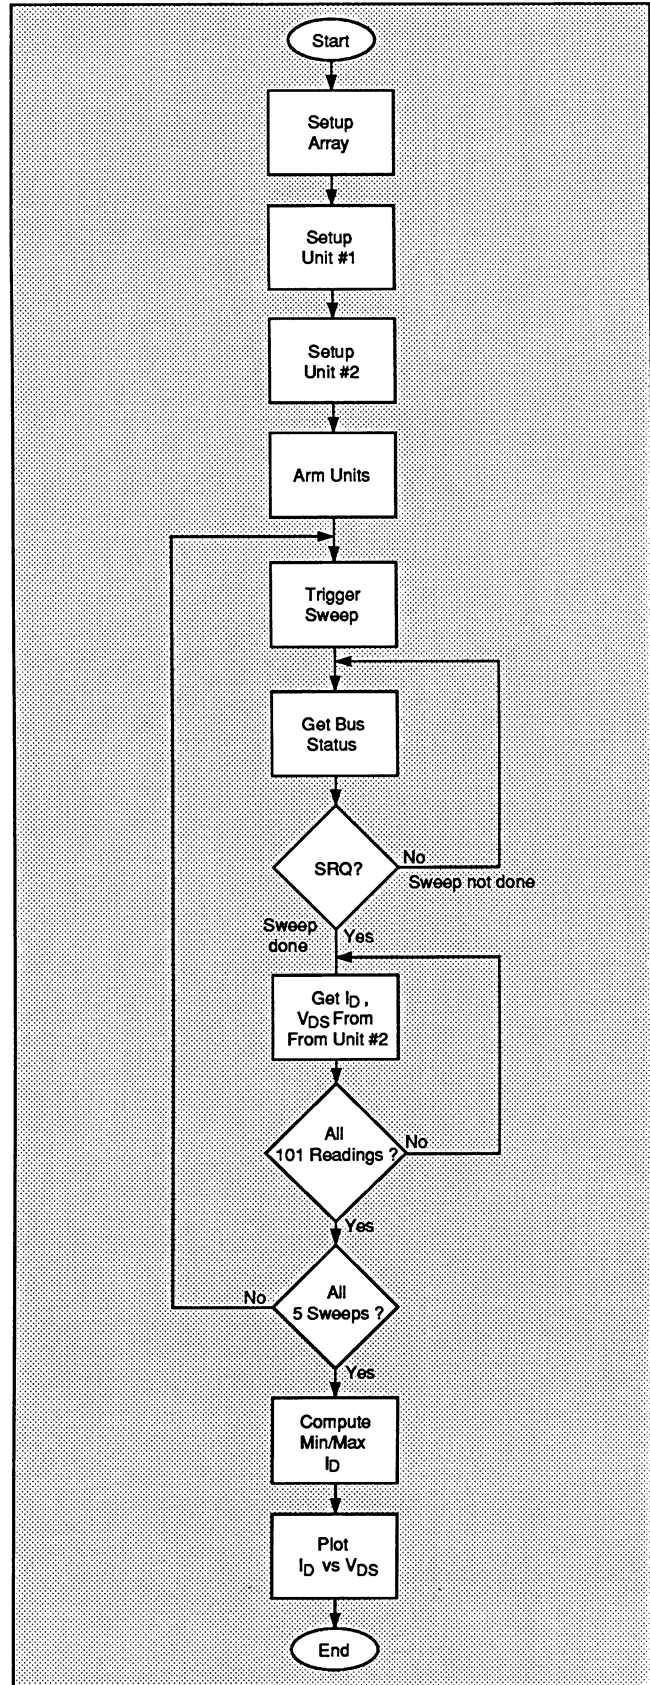 Start
Setup
Array
Setup
Unit #1
Setup
Unit #2
Arm Units
Trigger
Sweep
Get Bus
Status
SRQ?
No
Sweep not done
Sweep
done
Yes
Get ID ,
VDS From
From Unit #2
All
101 Readings ?
No
Yes
All
5 Sweeps ?
No
Yes
Compute
Min/Max
ID
Plot
ID vs VDS
End